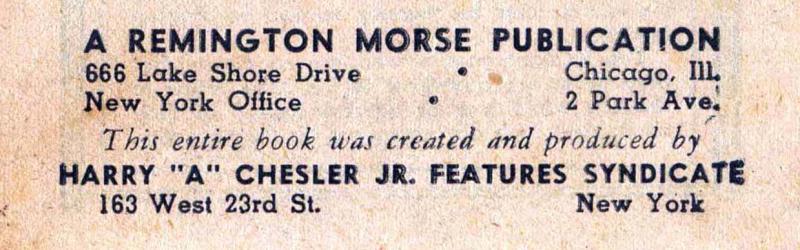 A REMINGTON MORSE PUBLICATION
666 Lake Shore Drive • Chicago, Ill.
New York Office • 2 Park Ave.
This entire book was created and produced by
HARRY "A" CHESLER JR. FEATURES SYNDICATE
163 West 23rd St. New York